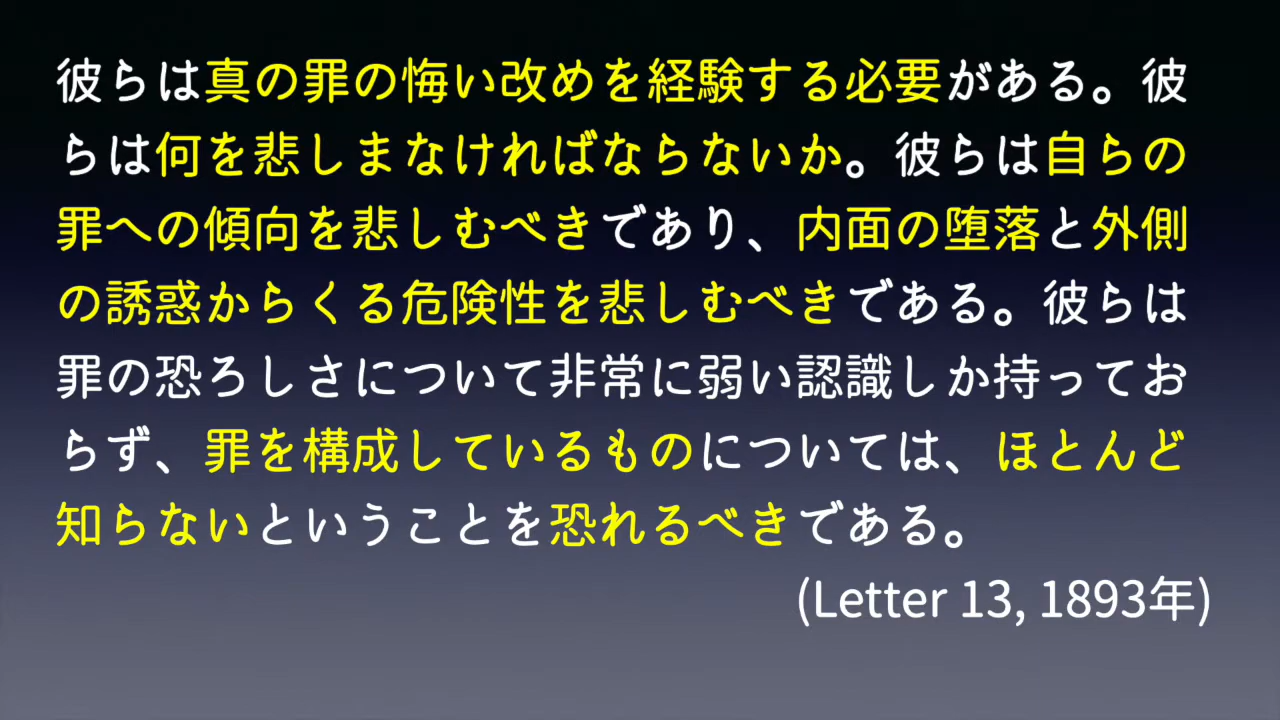 彼らは真の罪の悔い改めを経験する必要がある。彼
らは何を悲しまなければならないか。彼らは自らの
罪への傾向を悲しむべきであり、内面の堕落と外側
の誘惑からくる危険性を悲しむべきである。彼らは
罪の恐ろしさについて非常に弱い認識しか持ってお
らず、罪を構成しているものについては、ほとんど
知らないということを恐れるべきである。
(Letter 13, 1893年)